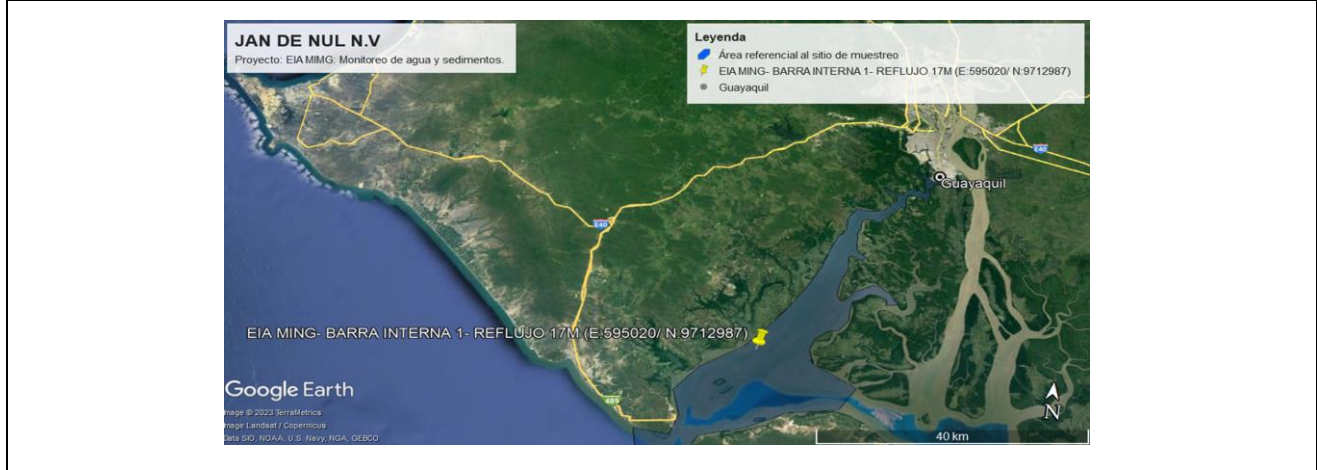 JAN DE NUL N.V
Proyecto: EIA MIMG: Monitoreo de agua y sedimentos.
Leyenda
Área referencial al sitio de muestreo
EIA MING- BARRA INTERNA 1- REFLUJO 17M (E:595020/ N:9712987)
Guayaquil
E40
Guayaquil
E40
EIA MING- BARRA INTERNA 1- REFLUJO 17M (E:595020/ N:9712987)
489
Google Earth
Image © 2023 TerraMetrics
Image Landsat / Copernicus
Data SIO, NOAA, U.S. Navy, NGA, GEBCO
N
40 km